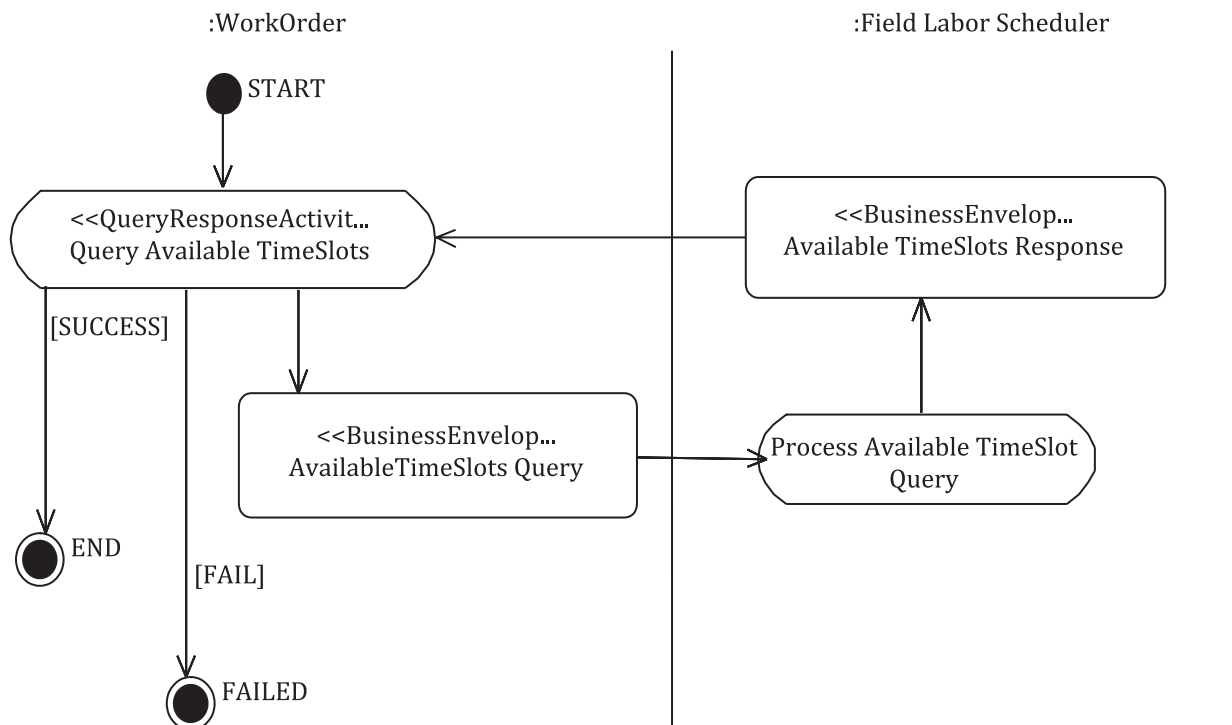 :WorkOrder
:Field Labor Scheduler
START
<<QueryResponseActivit...
Query Available TimeSlots
<<BusinessEnvelop...
Available TimeSlots Response
[SUCCESS]
<<BusinessEnvelop...
AvailableTimeSlots Query
Process Available TimeSlot
Query
END
[FAIL]
FAILED